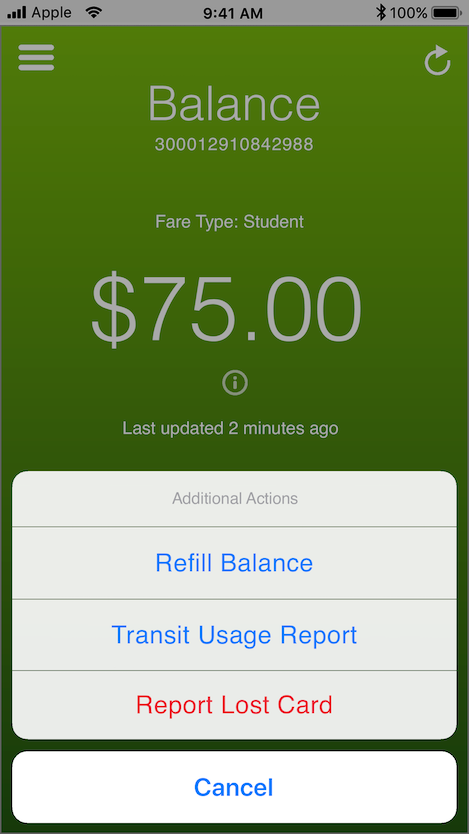 Apple 9:41 AM 100%
Balance
300012910842988
Fare Type: Student
$75.00
Last updated 2 minutes ago
Additional Actions
Refill Balance
Transit Usage Report
Report Lost Card
Cancel